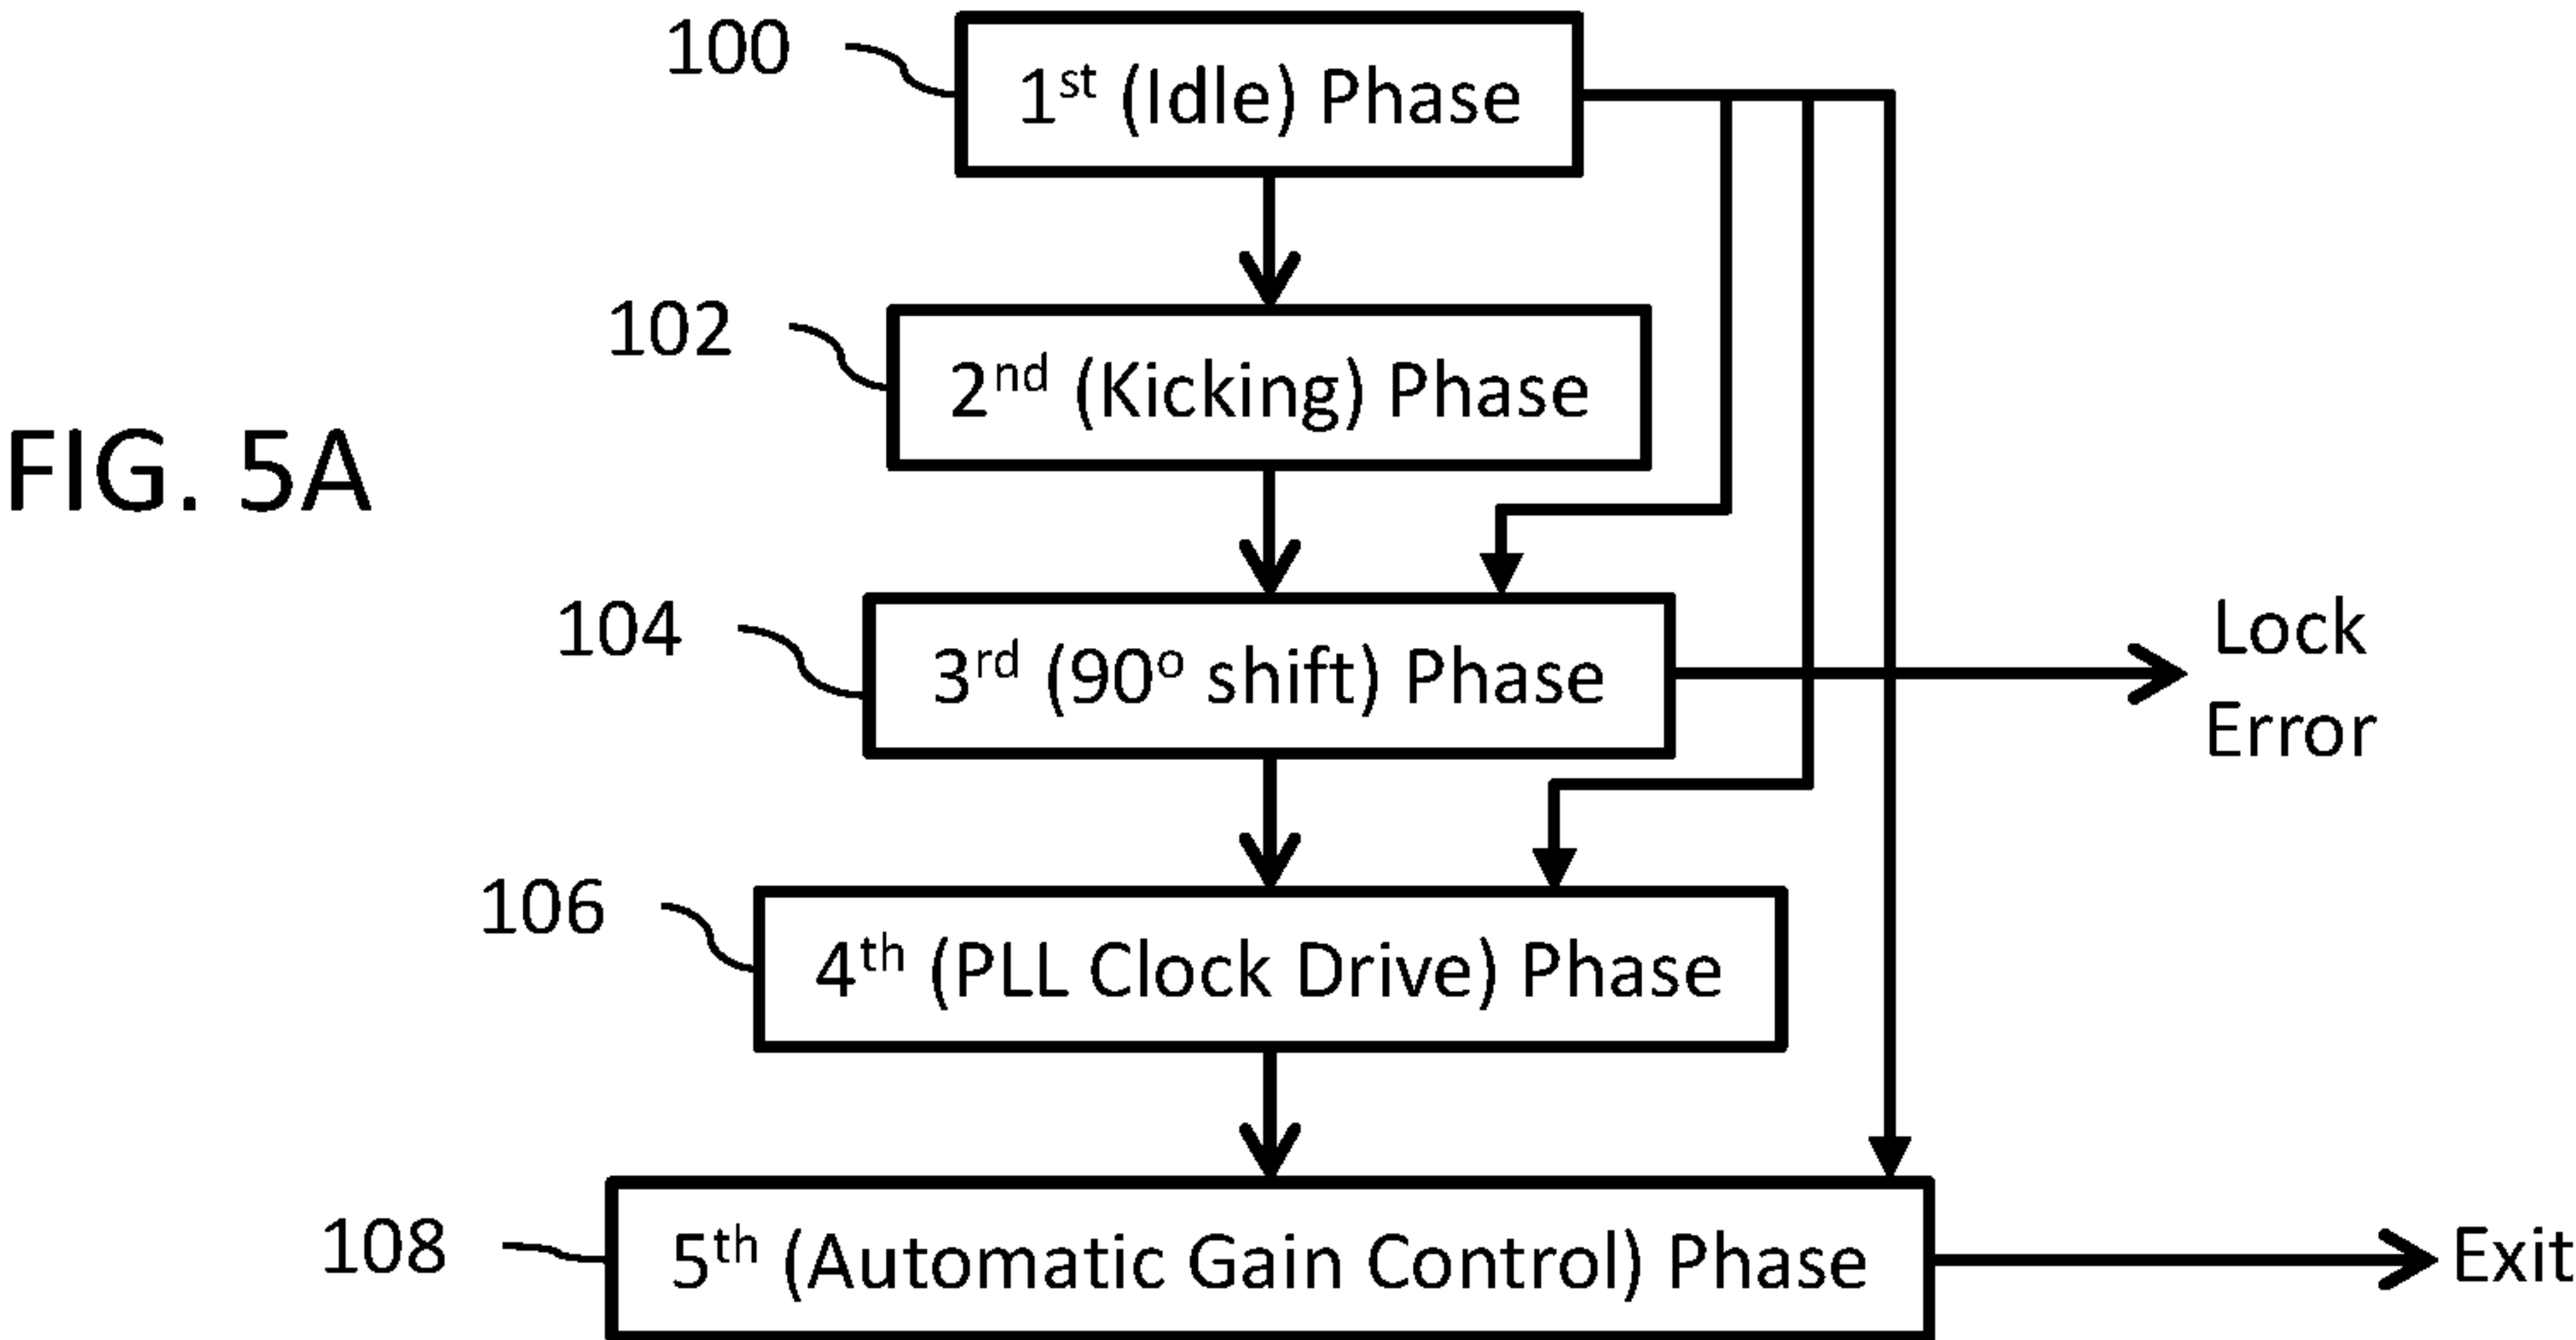 100
1st (Idle) Phase
102
2nd (Kicking) Phase
FIG. 5A
104
3rd (90o shift) Phase
Lock
Error
106
4th (PLL Clock Drive) Phase
108
5th (Automatic Gain Control) Phase
Exit